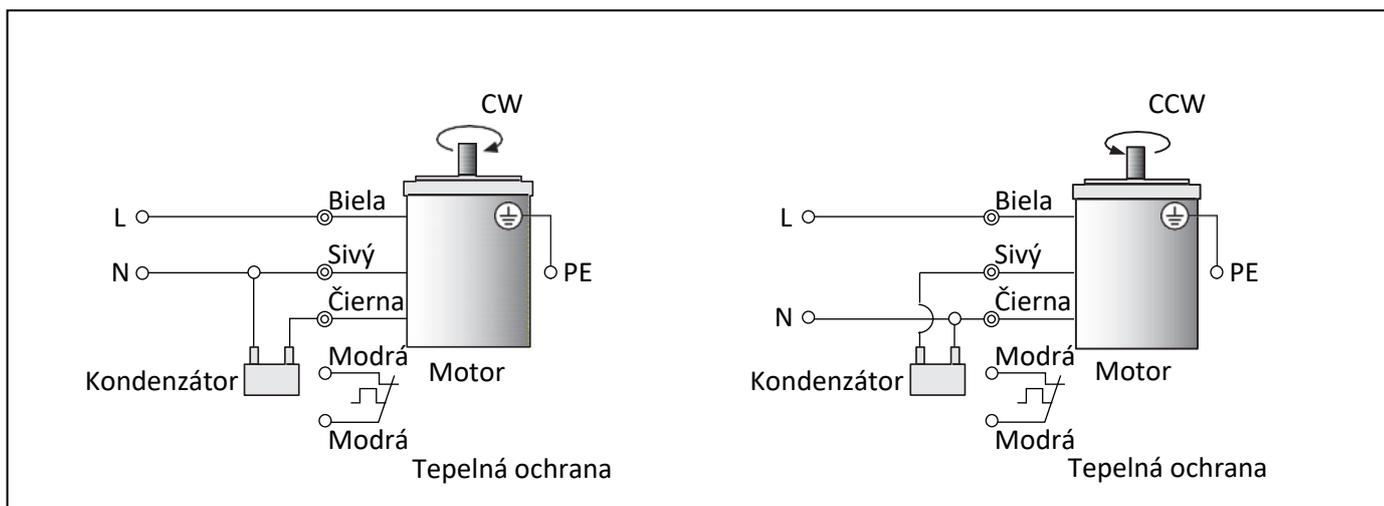 CW
L
Biela
N
Sivý
PE
Čierna
Modrá
Kondenzátor
Motor
Modrá
Tepelná ochrana
CCW
L
Biela
Sivý
PE
N
Čierna
Modrá
Kondenzátor
Motor
Modrá
Tepelná ochrana